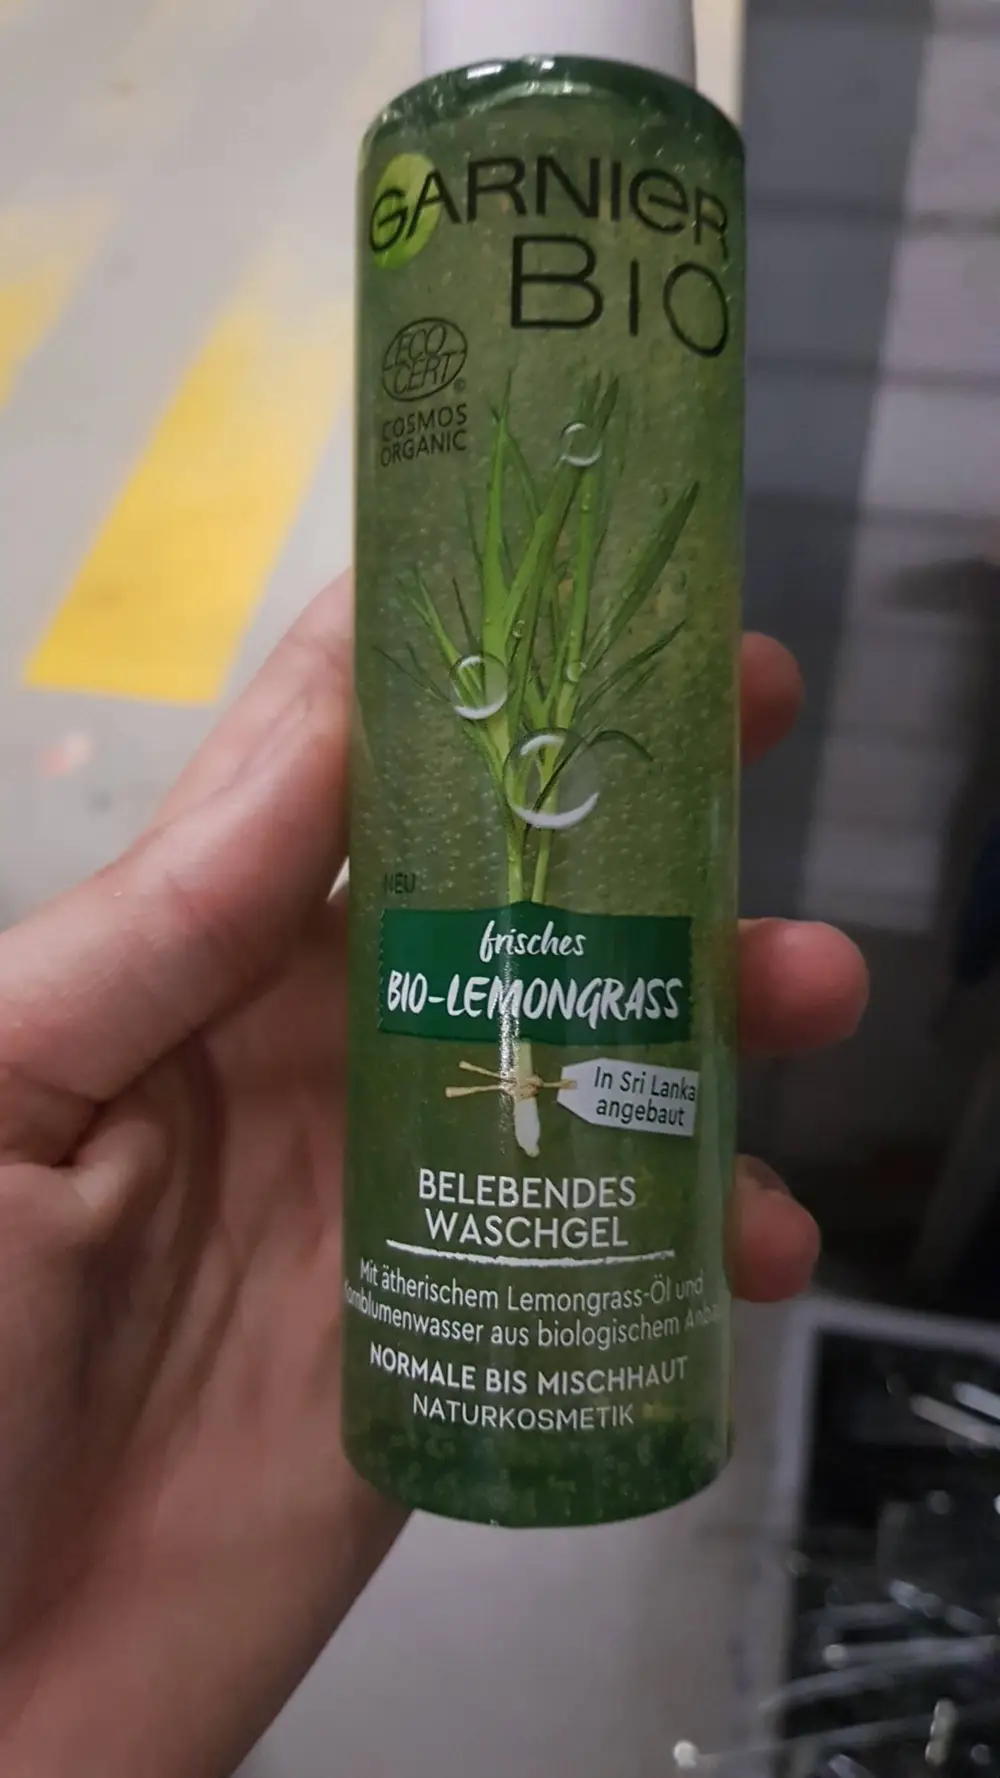 GARNIER
BIO
ECO
CERT®
COSMOS
ORGANIC
NEU
frisches
BIO-LEMONGRASS
In Sri Lanka
angebaut
BELEBENDES
WASCHGEL
Mit ätherischem Lemongrass-Öl und
aus biologischem
NORMALE BIS MISCHHAUT
NATURKOSMETIK